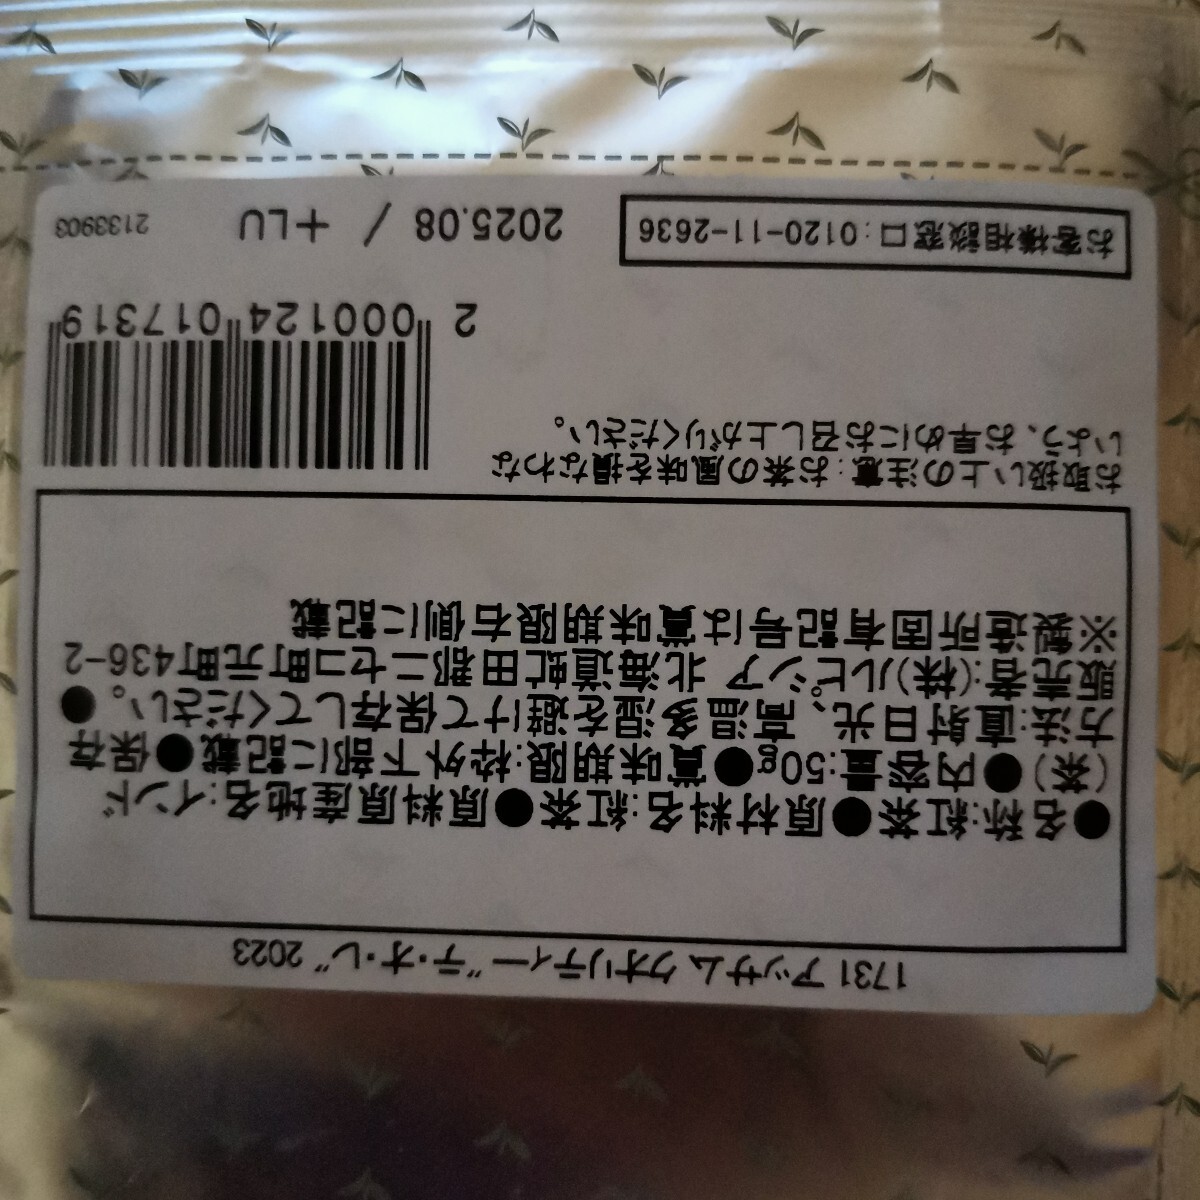 1731 アッサム クオリティー"テ・オ・レ" 2023
●名称:紅茶●原材料名:紅茶●原料原産地名:インド
(茶)●内容量:50g●賞味期限:枠外下部に記載●保存
方法:直射日光、高温多湿を避けて保存してください。●
販売者:(株)ルピシア 北海道虻田郡ニセコ町元町436-2
※製造所固有記号は賞味期限右側に記載
お取扱い上の注意:お茶の風味を損なわな
いよう、お早めにお召し上がりください。
2 000124 017319
お客様相談窓口:0120-11-2636
2025.08 / +LU
2133903